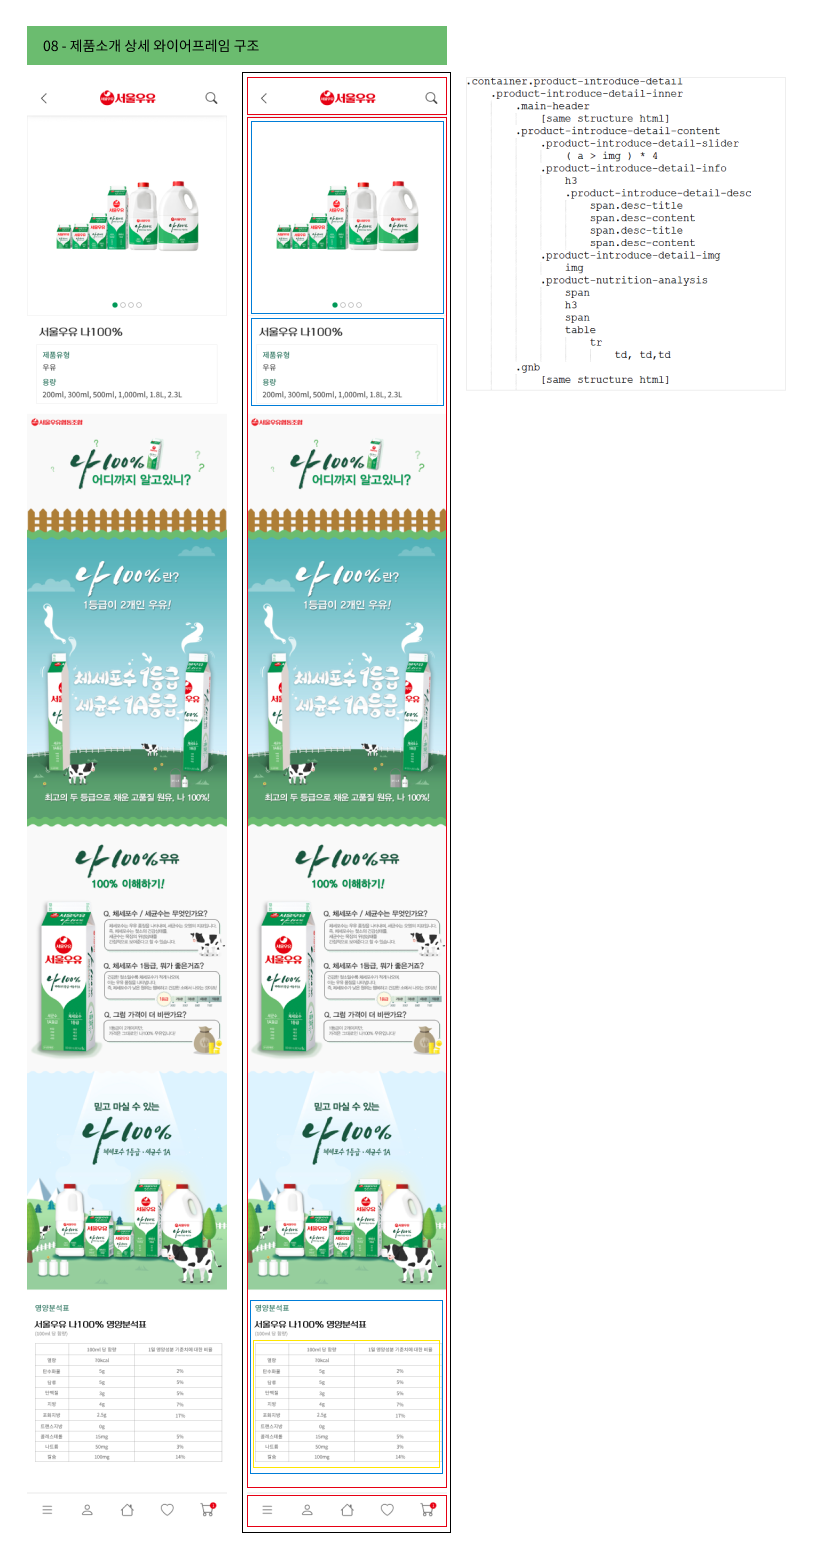 08 - 제품소개 상세 와이어프레임 구조
서울우유
서울우유 나100%
제품유형
우유
용량
200ml, 300ml, 500ml, 1,000ml, 1.8L, 2.3L
서울우유협동조합
나100%
어디까지 알고있니?
나100%란?
1등급이 2개인 우유!
체세포수 1등급
세균수 1A등급
최고의 두 등급으로 채운 고품질 원유, 나 100%!
나100%우유
100% 이해하기!
Q. 체세포수 / 세균수는 무엇인가요?
Q. 체세포수 1등급, 뭐가 좋은거죠?
Q. 그럼 가격이 더 비싼가요?
서울우유
나100%
믿고 마실 수 있는
나100%
체세포수 1등급 · 세균수 1A
영양분석표
서울우유 나100% 영양분석표
(100ml 당 함량)
100ml 당 함량 1일 영양성분 기준치에 대한 비율
열량 70kcal
탄수화물 5g 2%
당류 5g 5%
단백질 3g 5%
지방 4g 7%
포화지방 2.5g 17%
트랜스지방 0g
콜레스테롤 15mg 5%
나트륨 50mg 3%
칼슘 100mg 14%
서울우유
서울우유 나100%
제품유형
우유
용량
200ml, 300ml, 500ml, 1,000ml, 1.8L, 2.3L
서울우유협동조합
나100%
어디까지 알고있니?
나100%란?
1등급이 2개인 우유!
체세포수 1등급
세균수 1A등급
최고의 두 등급으로 채운 고품질 원유, 나 100%!
나100%우유
100% 이해하기!
Q. 체세포수 / 세균수는 무엇인가요?
Q. 체세포수 1등급, 뭐가 좋은거죠?
Q. 그럼 가격이 더 비싼가요?
서울우유
나100%
믿고 마실 수 있는
나100%
체세포수 1등급 · 세균수 1A
영양분석표
서울우유 나100% 영양분석표
(100ml 당 함량)
100ml 당 함량 1일 영양성분 기준치에 대한 비율
열량 70kcal
탄수화물 5g 2%
당류 5g 5%
단백질 3g 5%
지방 4g 7%
포화지방 2.5g 17%
트랜스지방 0g
콜레스테롤 15mg 5%
나트륨 50mg 3%
칼슘 100mg 14%
.container.product-introduce-detail
.product-introduce-detail-inner
.main-header
[same structure html]
.product-introduce-detail-content
.product-introduce-detail-slider
( a > img ) * 4
.product-introduce-detail-info
h3
.product-introduce-detail-desc
span.desc-title
span.desc-content
span.desc-title
span.desc-content
.product-introduce-detail-img
img
.product-nutrition-analysis
span
h3
span
table
tr
td, td,td
.gnb
[same structure html]